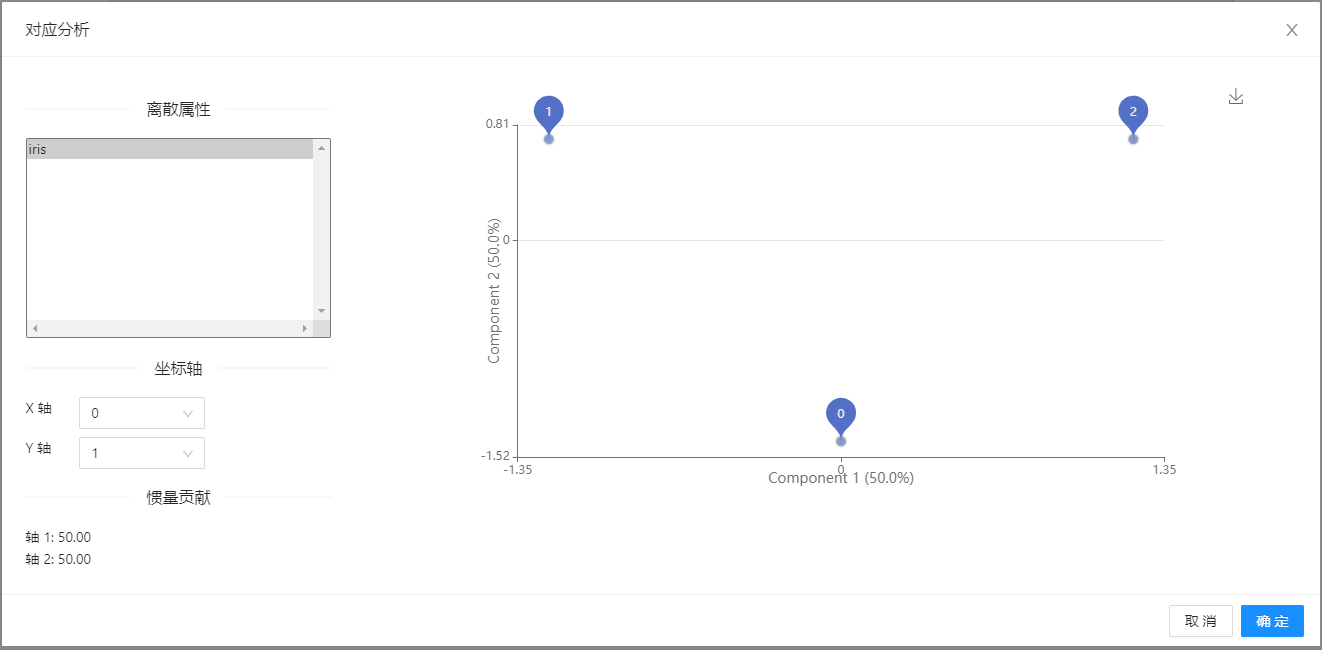 对应分析
离散属性
iris
坐标轴
X 轴
0
Y 轴
1
惯量贡献
轴 1: 50.00
轴 2: 50.00
1
2
0.81
0
Component 2 (50.0%)
0
-1.52
-1.35
0
1.35
Component 1 (50.0%)
取 消
确 定